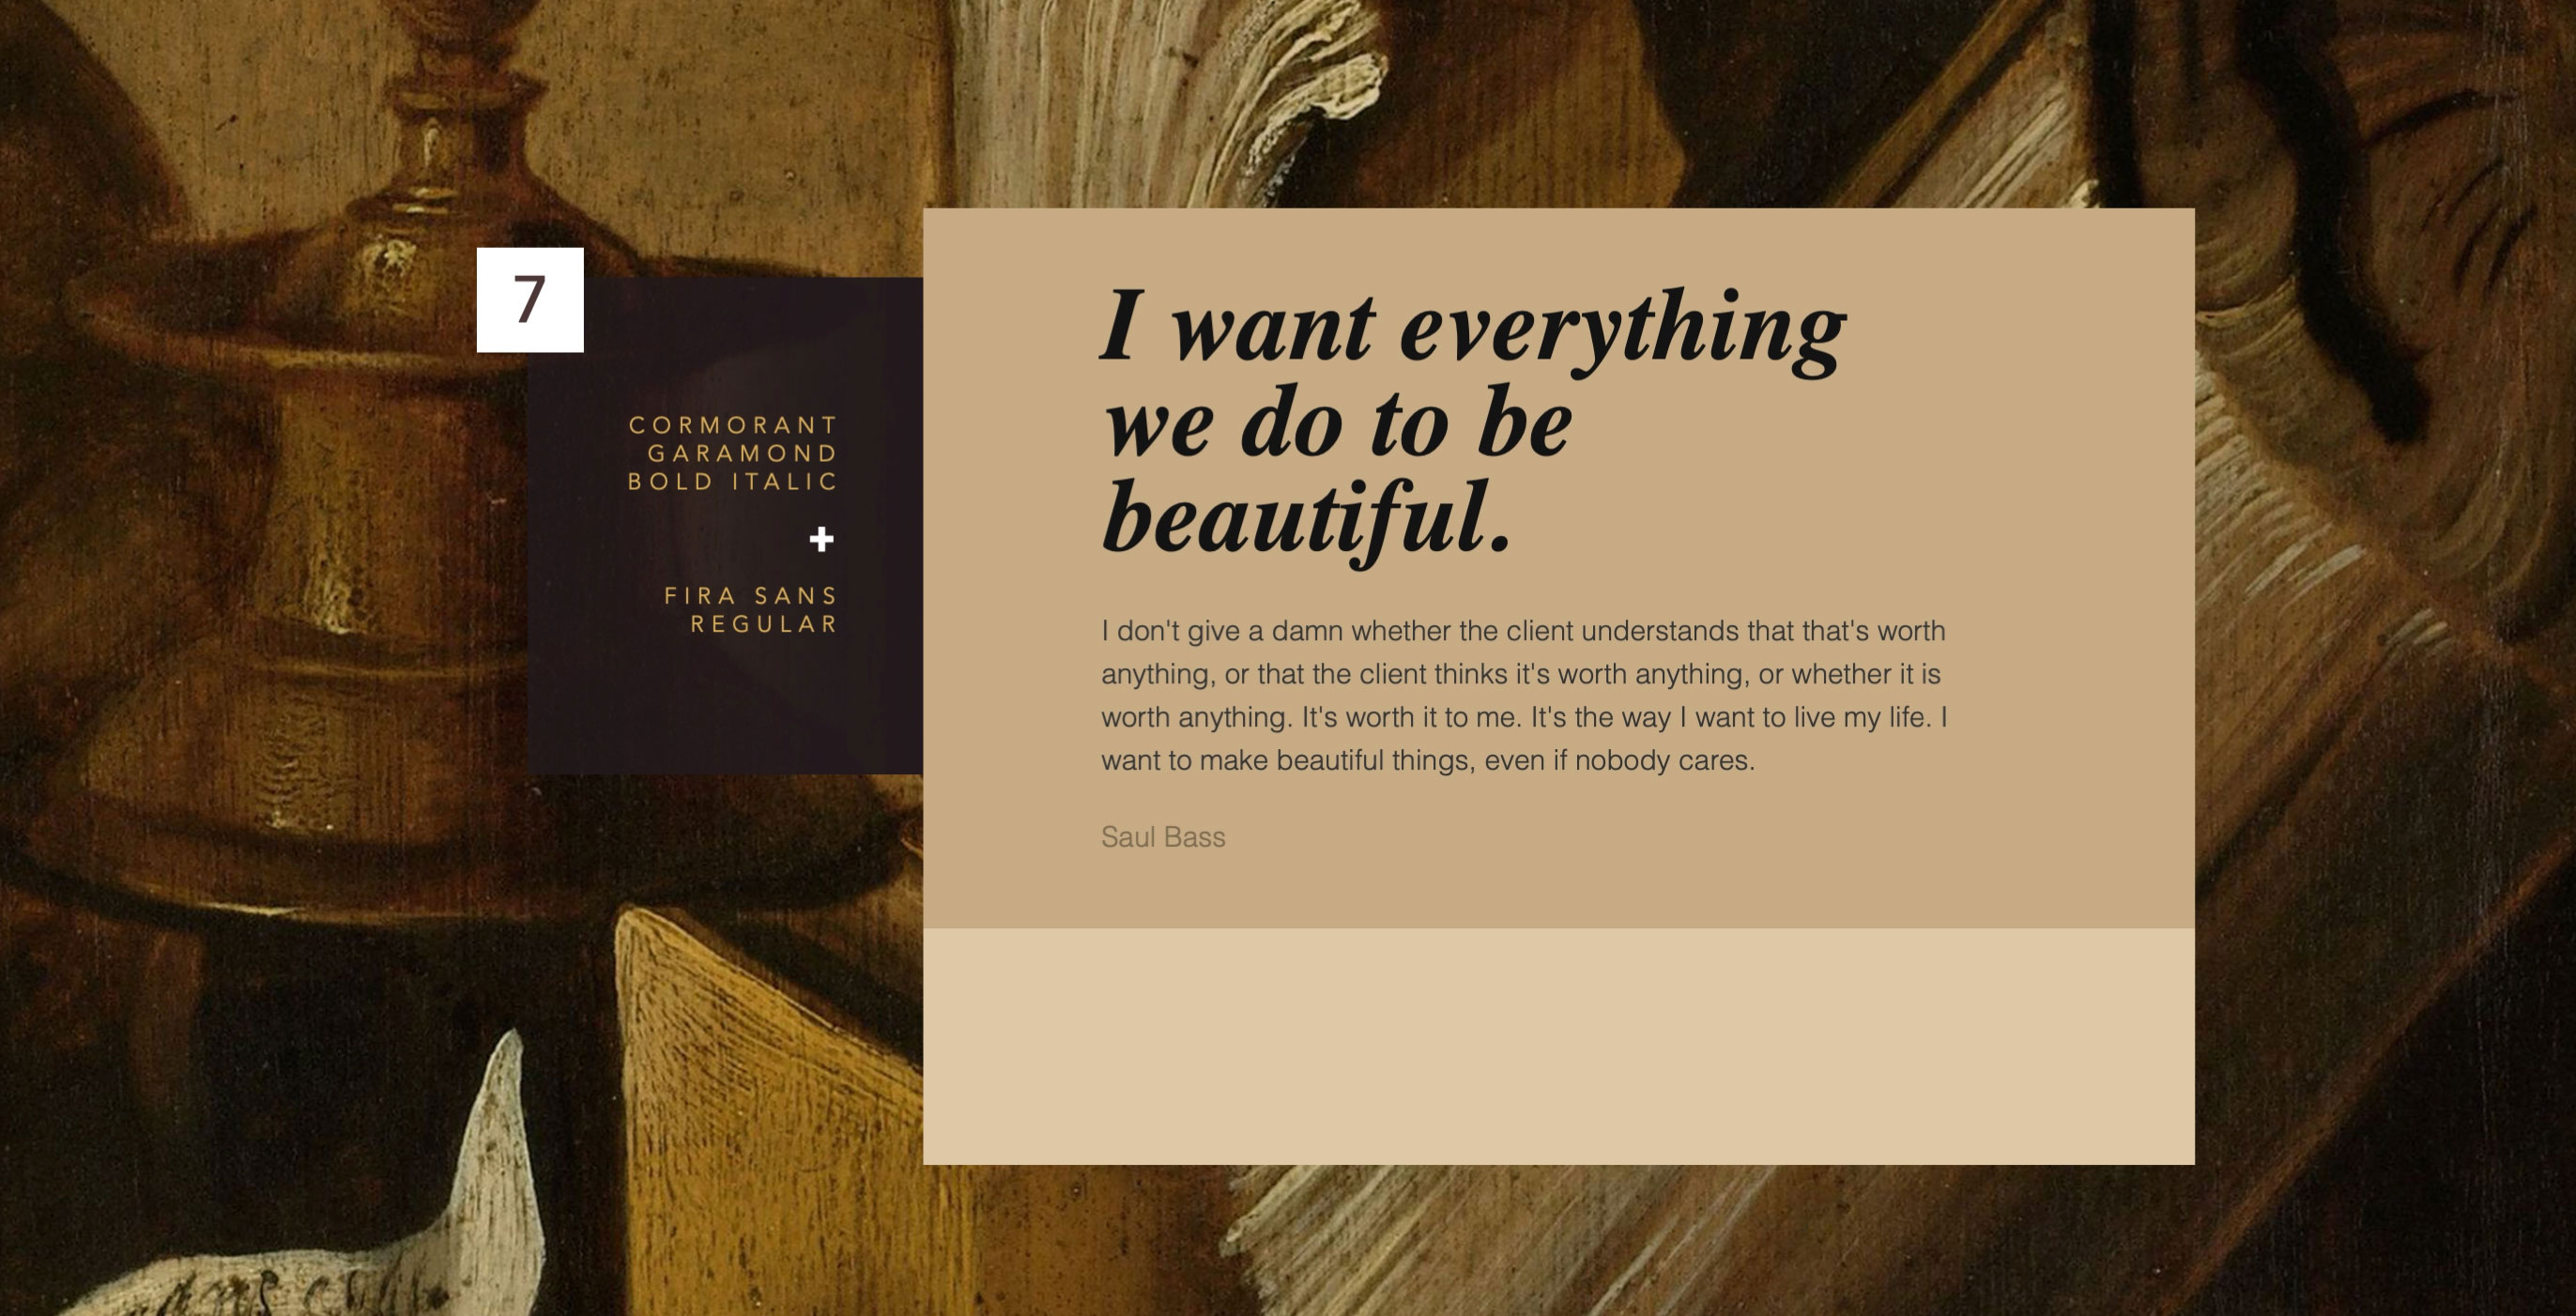 7
CORMORANT
GARAMOND
BOLD ITALIC
+
FIRA SANS
REGULAR
I want everything
we do to be
beautiful.
I don't give a damn whether the client understands that that's worth
anything, or that the client thinks it's worth anything, or whether it is
worth anything. It's worth it to me. It's the way I want to live my life. I
want to make beautiful things, even if nobody cares.
Saul Bass